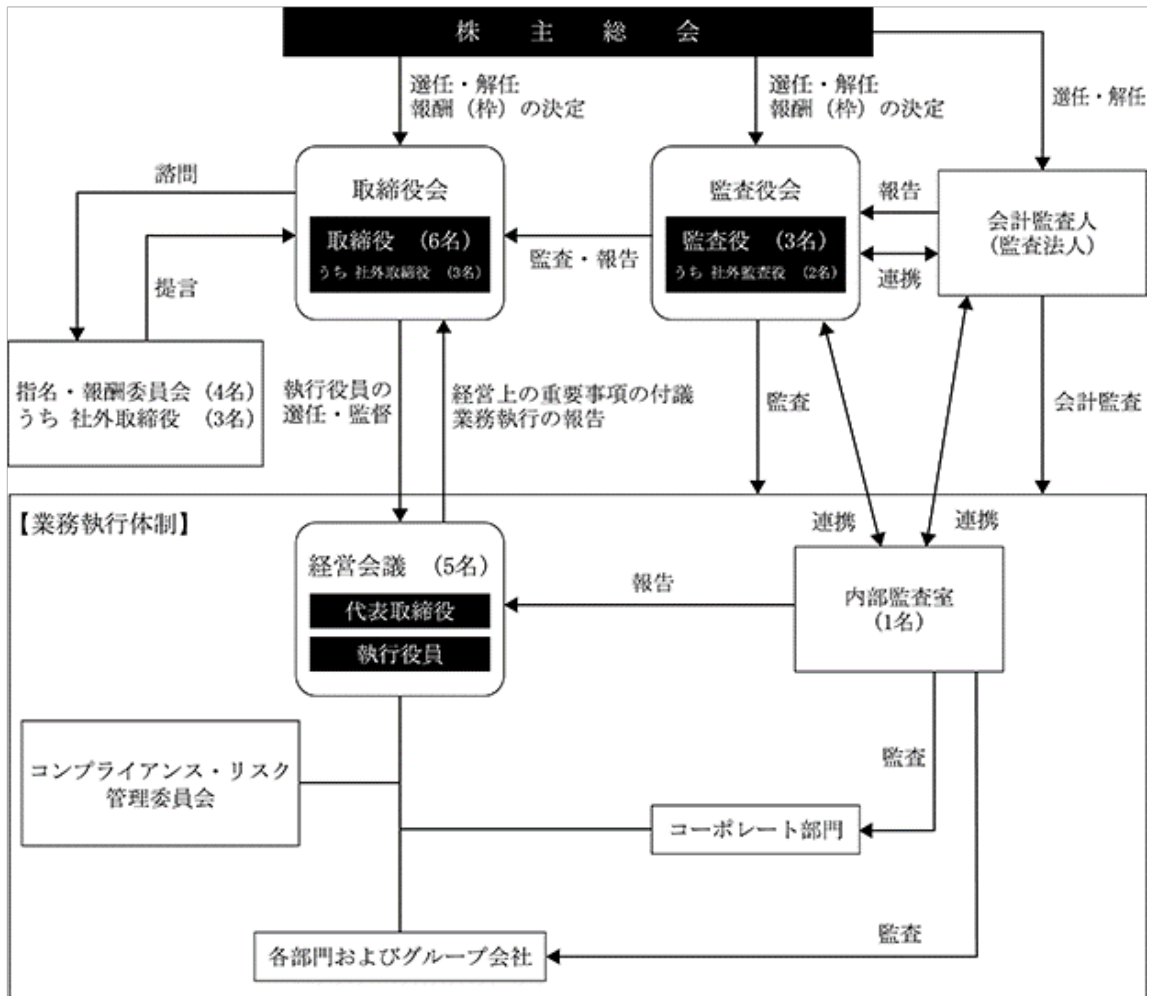 株主総会
選任・解任
報酬（枠）の決定
選任・解任
報酬（枠）の決定
選任・解任
諮問
取締役会
取締役 （6名）
うち 社外取締役 （3名）
監査役会
監査役 （3名）
うち 社外監査役 （2名）
報告
会計監査人
（監査法人）
監査・報告
連携
提言
指名・報酬委員会 （4名）
うち 社外取締役 （3名）
執行役員の
選任・監督
経営上の重要事項の付議
業務執行の報告
監査
会計監査
【業務執行体制】
連携
連携
経営会議 （5名）
代表取締役
執行役員
報告
内部監査室
（1名）
コンプライアンス・リスク
管理委員会
監査
コーポレート部門
監査
各部門およびグループ会社